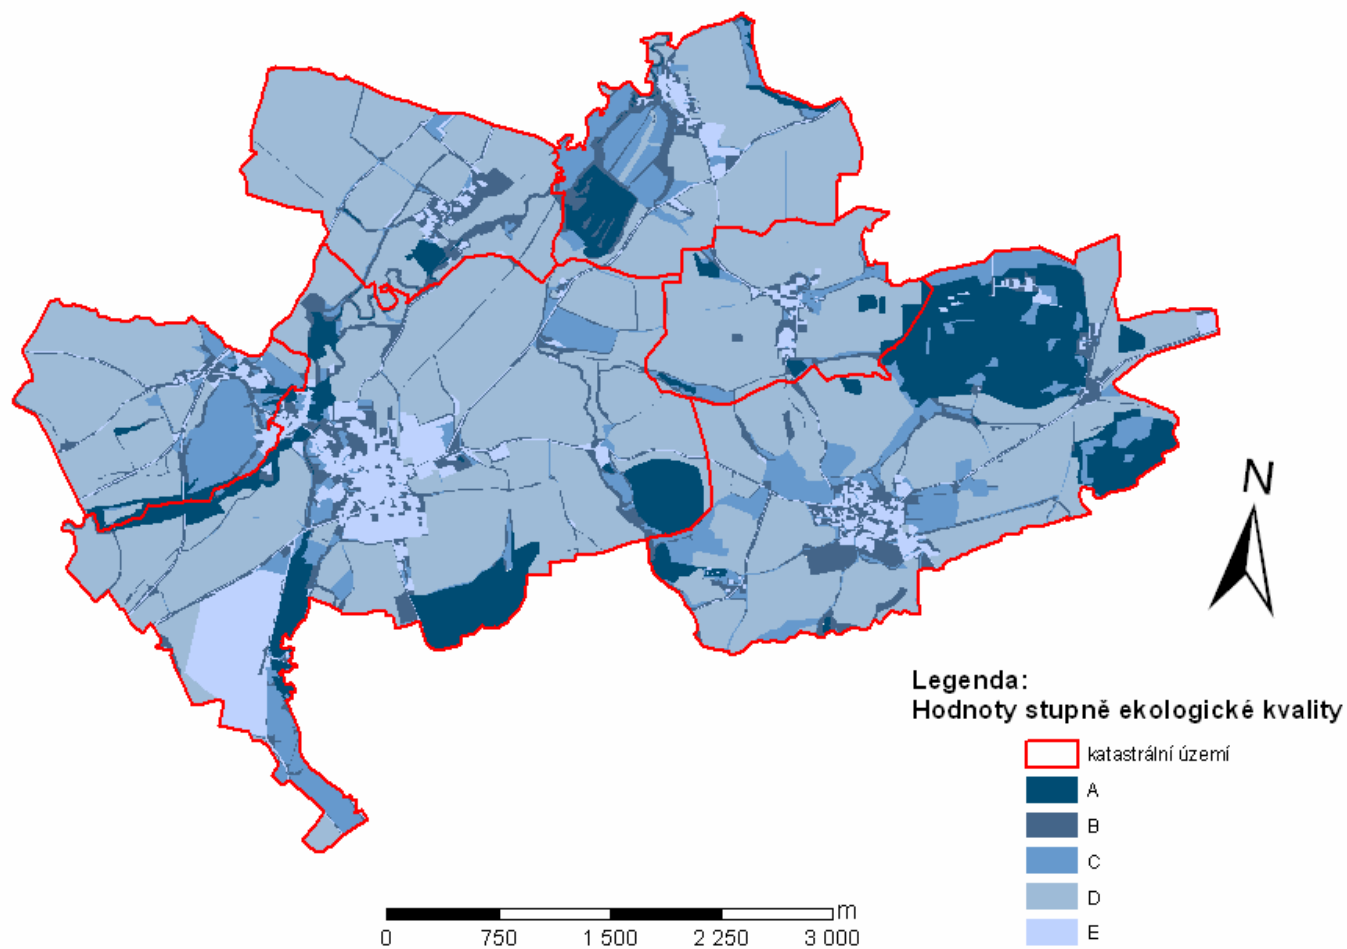 N
Legenda:
Hodnoty stupně ekologické kvality
katastrální území
A
B
C
D
E
m
0 750 1 500 2 250 3 000